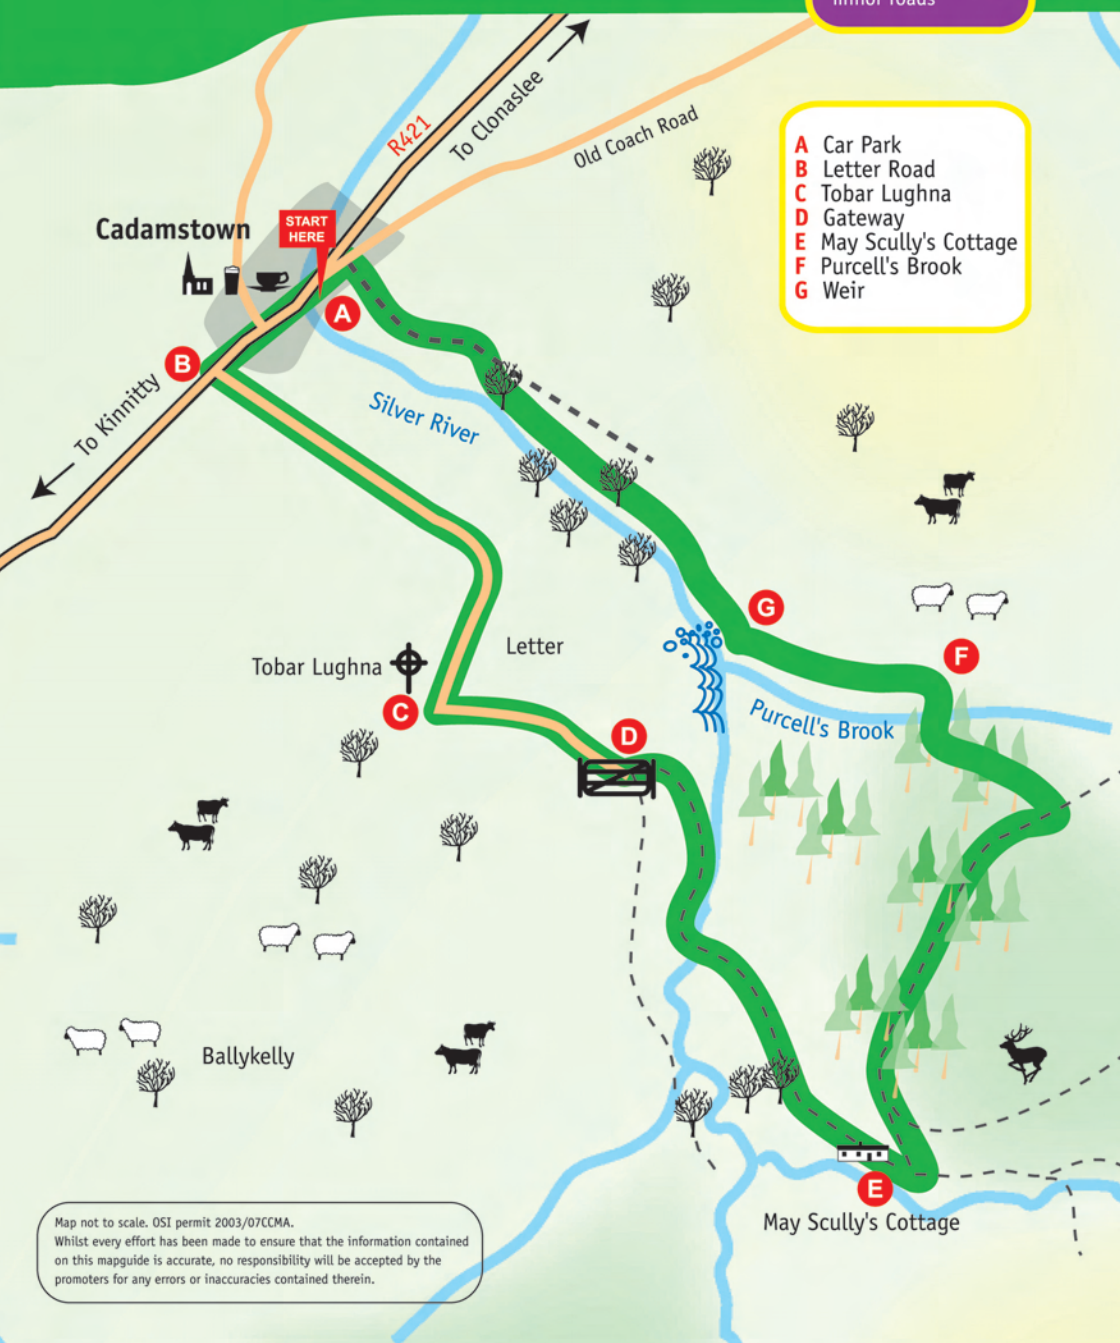 minor roads
R421
To Clonaslee
Old Coach Road
A Car Park
B Letter Road
C Tobar Lughna
D Gateway
E May Scully's Cottage
F Purcell's Brook
G Weir
Cadamstown
START
HERE
A
B
To Kinnitty
Silver River
G
Letter
F
Tobar Lughna
C
D
Purcell's Brook
Ballykelly
E
May Scully's Cottage
Map not to scale. OSI permit 2003/07CCMA.
Whilst every effort has been made to ensure that the information contained
on this mapguide is accurate, no responsibility will be accepted by the
promoters for any errors or inaccuracies contained therein.